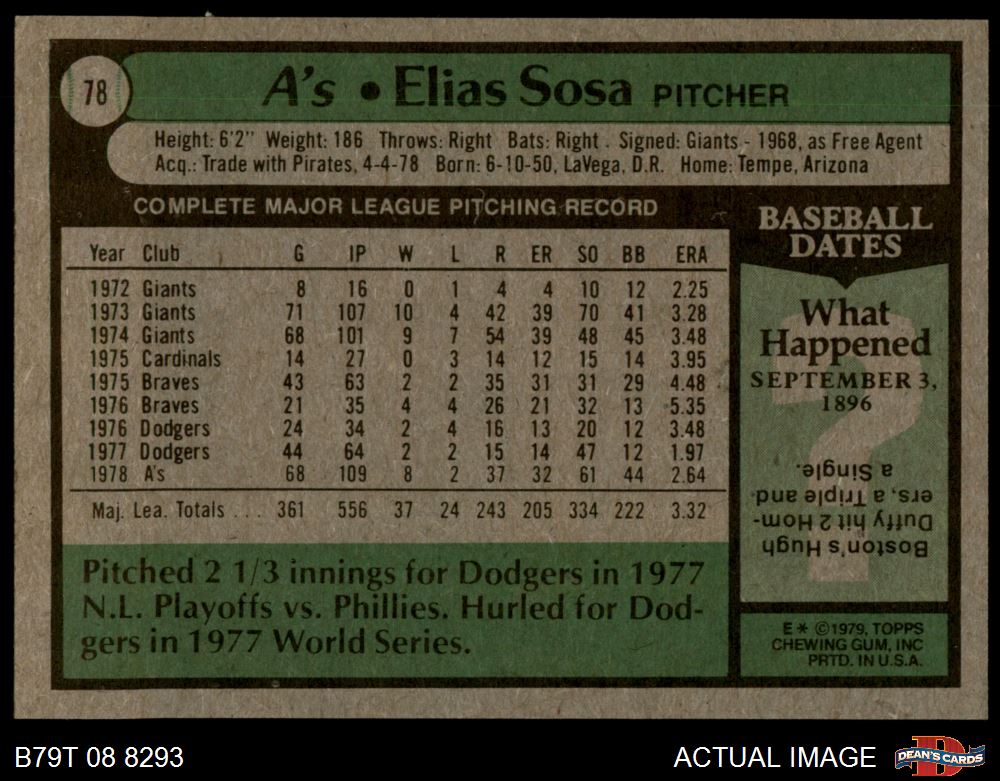 78
A's • Elias Sosa PITCHER
Height: 6'2" Weight: 186 Throws: Right Bats: Right . Signed: Giants - 1968, as Free Agent
Acq.: Trade with Pirates, 4-4-78 Born: 6-10-50, LaVega, D.R. Home: Tempe, Arizona
COMPLETE MAJOR LEAGUE PITCHING RECORD
Year Club G IP W L R ER SO BB ERA
1972 Giants 8 16 0 1 4 4 10 12 2.25
1973 Giants 71 107 10 4 42 39 70 41 3.28
1974 Giants 68 101 9 7 54 39 48 45 3.48
1975 Cardinals 14 27 0 3 14 12 15 14 3.95
1975 Braves 43 63 2 2 35 31 31 29 4.48
1976 Braves 21 35 4 4 26 21 32 13 5.35
1976 Dodgers 24 34 2 4 16 13 20 12 3.48
1977 Dodgers 44 64 2 2 15 14 47 12 1.97
1978 A's 68 109 8 2 37 32 61 44 2.64
Maj. Lea. Totals . . . 361 556 37 24 243 205 334 222 3.32
Pitched 2 1/3 innings for Dodgers in 1977
N.L. Playoffs vs. Phillies. Hurled for Dod-
gers in 1977 World Series.
BASEBALL
DATES
What
Happened
SEPTEMBER 3,
1896
?
Boston's Hugh
Duffy hit 2 Hom-
ers, a Triple and
a Single.
E* ©1979, TOPPS
CHEWING GUM, INC
PRTD. IN U.S.A.
B79T 08 8293
ACTUAL IMAGE
D
DEAN'S CARDS